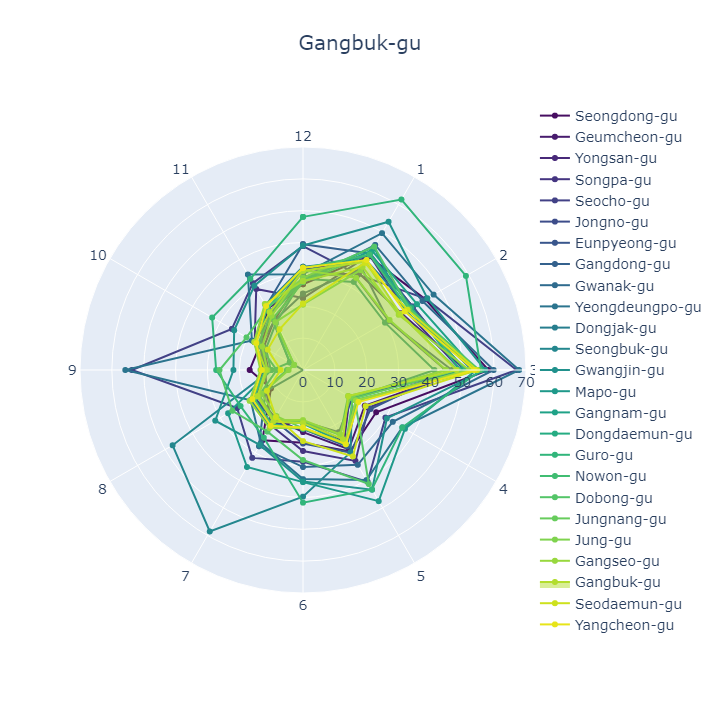 Gangbuk-gu
12
11
1
10
2
9
0 10 20 30 40 50 60 70
3
8
4
7
5
6
Seongdong-gu
Geumcheon-gu
Yongsan-gu
Songpa-gu
Seocho-gu
Jongno-gu
Eunpyeong-gu
Gangdong-gu
Gwanak-gu
Yeongdeungpo-gu
Dongjak-gu
Seongbuk-gu
Gwangjin-gu
Mapo-gu
Gangnam-gu
Dongdaemun-gu
Guro-gu
Nowon-gu
Dobong-gu
Jungnang-gu
Jung-gu
Gangseo-gu
Gangbuk-gu
Seodaemun-gu
Yangcheon-gu